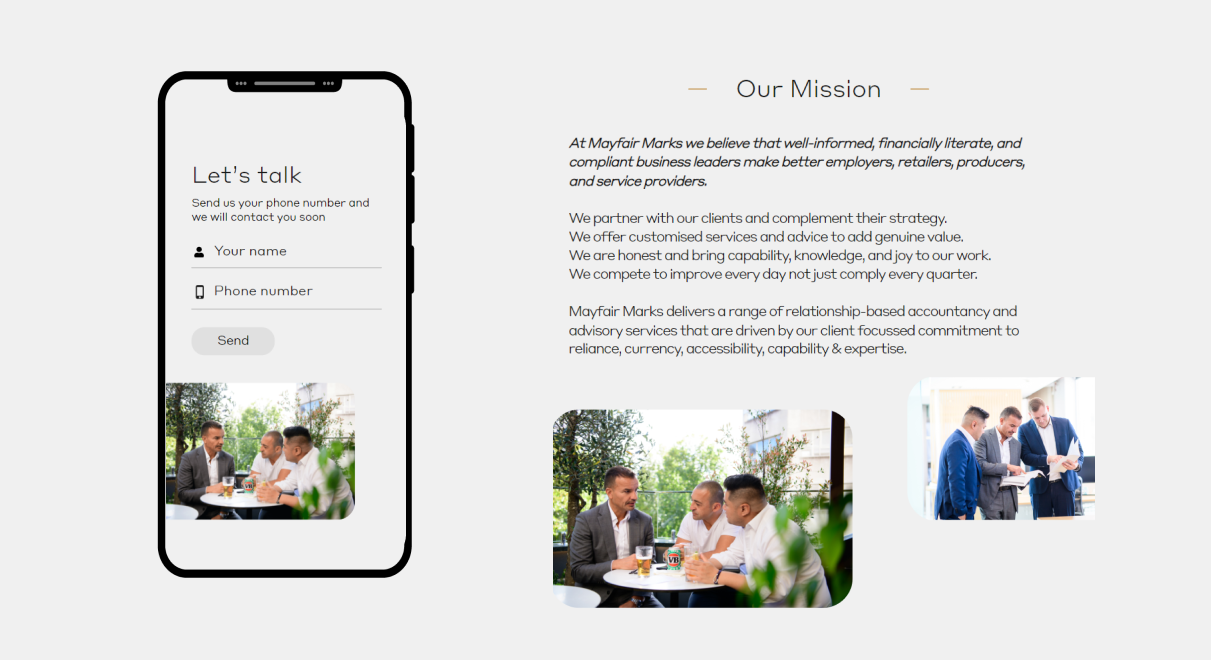 Let's talk
Send us your phone number and
we will contact you soon
Your name
Phone number
Send
Our Mission
At Mayfair Marks we believe that well-informed, financially literate, and
compliant business leaders make better employers, retailers, producers,
and service providers.
We partner with our clients and complement their strategy.
We offer customised services and advice to add genuine value.
We are honest and bring capability, knowledge, and joy to our work.
We compete to improve every day not just comply every quarter.
Mayfair Marks delivers a range of relationship-based accountancy and
advisory services that are driven by our client focussed commitment to
reliance, currency, accessibility, capability & expertise.
VB